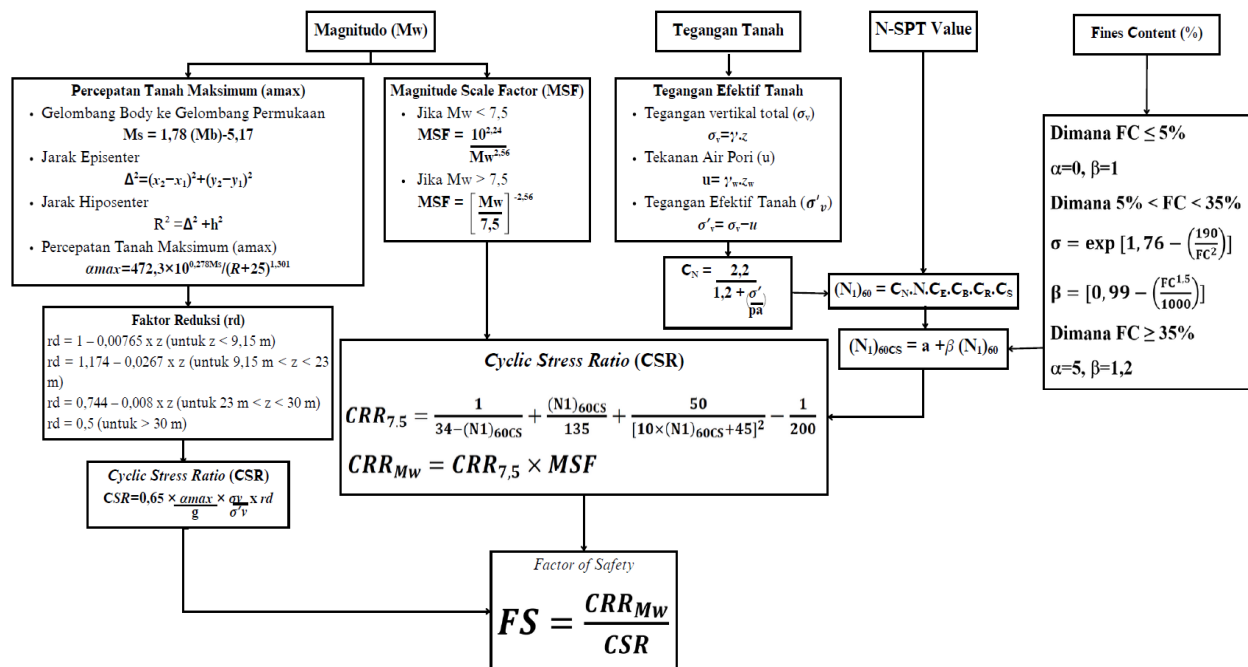 Magnitudo (Mw)
Tegangan Tanah
N-SPT Value
Fines Content (%)
Percepatan Tanah Maksimum (amax)
• Gelombang Body ke Gelombang Permukaan
Ms = 1,78 (Mb)-5,17
• Jarak Episenter
Δ²=(x₂−x₁)²+(y₂−y₁)²
• Jarak Hiposenter
R² =Δ² +h²
• Percepatan Tanah Maksimum (amax)
αmax=472,3×10^0,278Ms/(R+25)^1,301
Magnitude Scale Factor (MSF)
• Jika Mw < 7,5
MSF = 10^2,24 / Mw^2,56
• Jika Mw > 7,5
MSF = [Mw / 7,5]^-2,56
Tegangan Efektif Tanah
• Tegangan vertikal total (σᵥ)
σᵥ=γ.z
• Tekanan Air Pori (u)
u= γ_w.z_w
• Tegangan Efektif Tanah (σ'ᵥ)
σ'ᵥ= σᵥ−u
C_N = 2,2 / 1,2 + (σ' / pa)
(N₁)₆₀ = C_N.N.C_E.C_B.C_R.C_S
(N₁)₆₀CS = a +β (N₁)₆₀
Dimana FC ≤ 5%
α=0, β=1
Dimana 5% < FC < 35%
σ = exp [1,76 − (190/FC²)]
β = [0,99 − (FC^1.5/1000)]
Dimana FC ≥ 35%
α=5, β=1,2
Faktor Reduksi (rd)
rd = 1 – 0,00765 x z (untuk z < 9,15 m)
rd = 1,174 – 0,0267 x z (untuk 9,15 m < z < 23
m)
rd = 0,744 – 0,008 x z (untuk 23 m < z < 30 m)
rd = 0,5 (untuk > 30 m)
Cyclic Stress Ratio (CSR)
CSR=0,65 × αmax / g × σv / σ'v x rd
Cyclic Stress Ratio (CSR)
CRR₇.₅ = 1 / 34−(N1)₆₀CS + (N1)₆₀CS / 135 + 50 / [10×(N1)₆₀CS+45]² − 1 / 200
CRR_Mw = CRR₇,₅ × MSF
Factor of Safety
FS = CRR_Mw / CSR